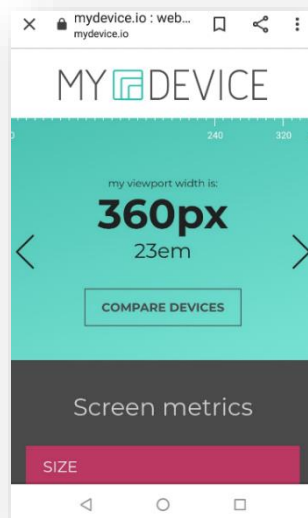 mydevice.io : web...
mydevice.io
MY DEVICE
0 240 320
my viewport width is:
360px
23em
COMPARE DEVICES
Screen metrics
SIZE